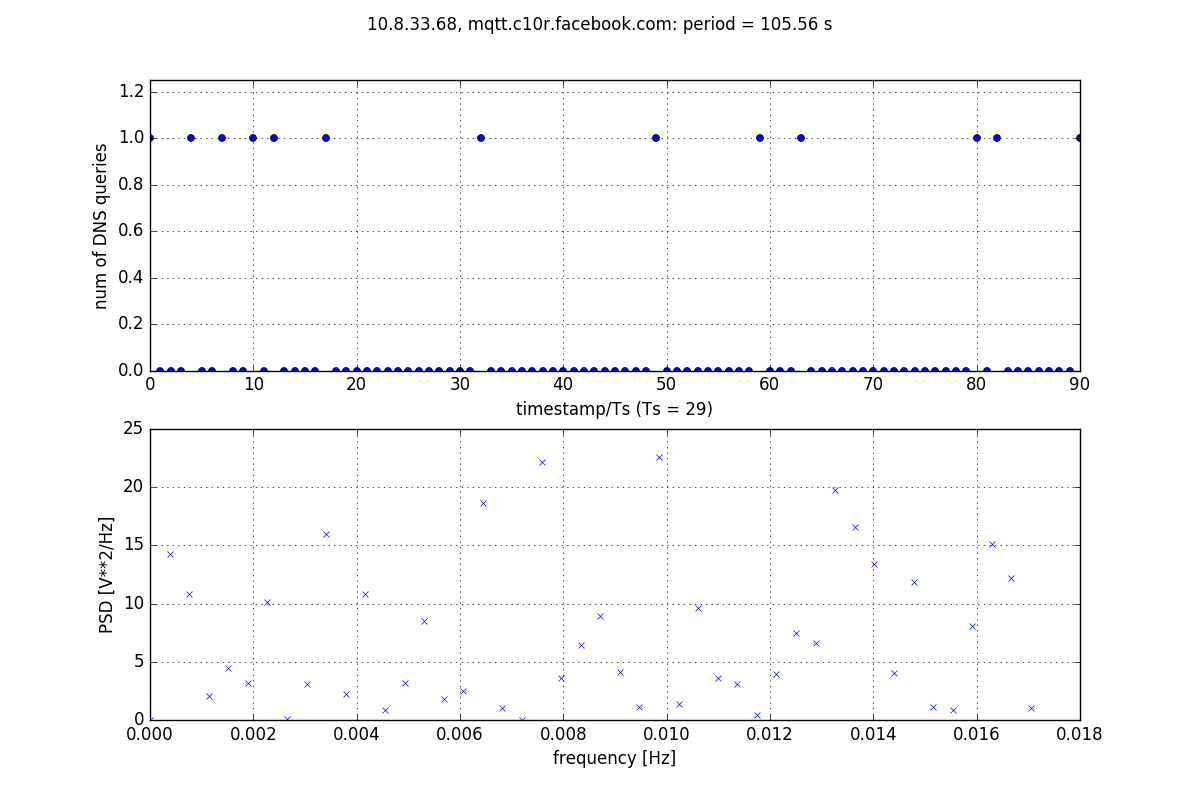 10.8.33.68, mqtt.c10r.facebook.com: period = 105.56 s
1.2
1.0
0.8
0.6
0.4
0.2
0.0
num of DNS queries
0 10 20 30 40 50 60 70 80 90
timestamp/Ts (Ts = 29)
25
20
15
10
5
0
PSD [V**2/Hz]
0.000 0.002 0.004 0.006 0.008 0.010 0.012 0.014 0.016 0.018
frequency [Hz]